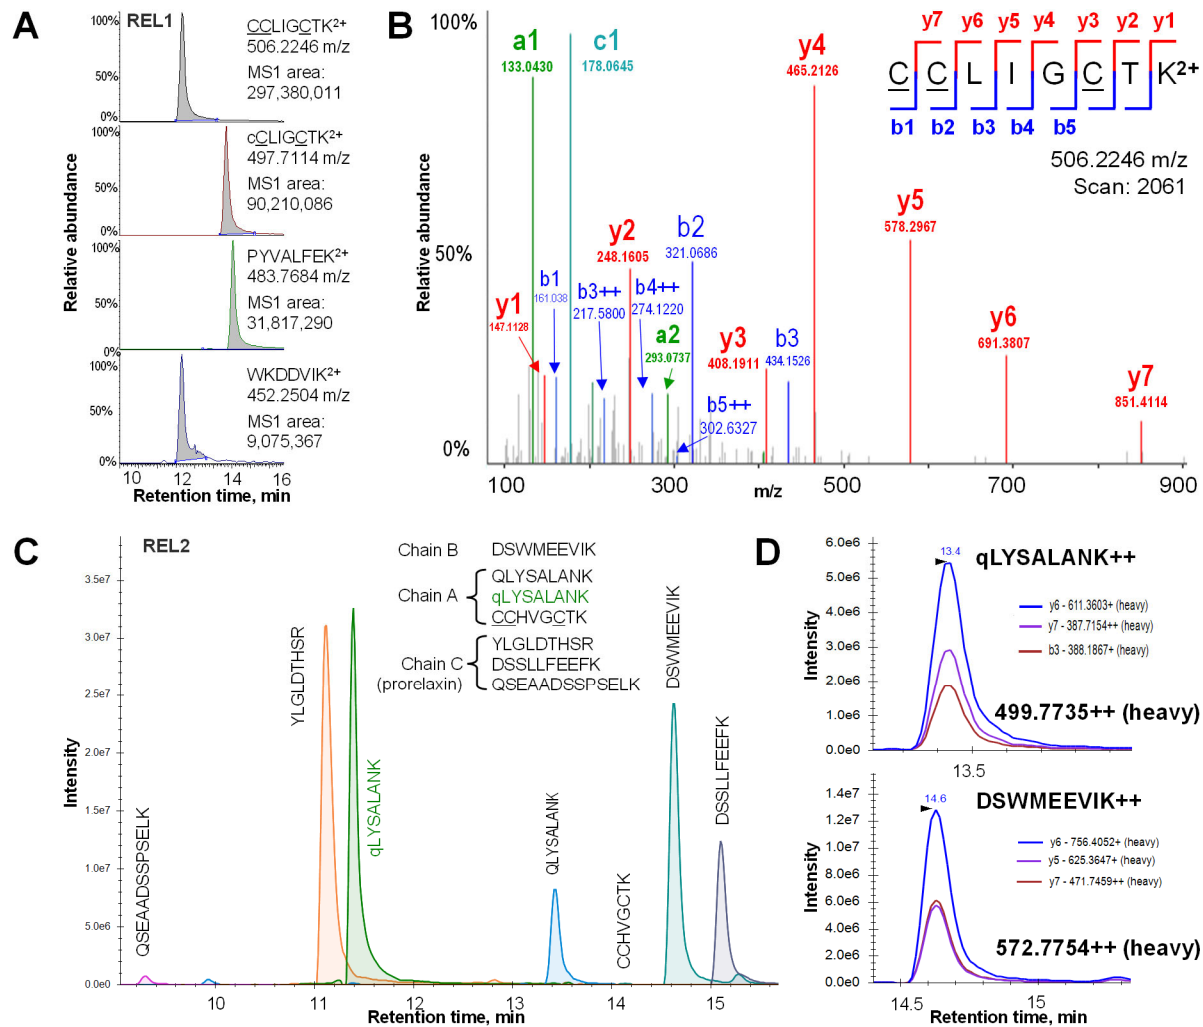 A
REL1
100%
50%
0%
CCLIGCTK2+
506.2246 m/z
MS1 area:
297,380,011
100%
50%
0%
cCLIGCTK2+
497.7114 m/z
MS1 area:
90,210,086
100%
50%
0%
PYVALFEK2+
483.7684 m/z
MS1 area:
31,817,290
100%
50%
0%
WKDDVIK2+
452.2504 m/z
MS1 area:
9,075,367
Relative abundance
10 12 14 16
Retention time, min
B
100%
50%
0%
Relative abundance
a1
133.0430
c1
178.0645
y4
465.2126
y7 y6 y5 y4 y3 y2 y1
CCLIGCTK2+
b1 b2 b3 b4 b5
506.2246 m/z
Scan: 2061
y5
578.2967
y2
248.1605
b2
321.0686
b1
161.038
b3++
217.5800
b4++
274.1220
y1
147.1128
a2
293.0737
y3
408.1911
b3
434.1526
y6
691.3807
b5++
302.6327
y7
851.4114
100 300 500 700 900
m/z
C
REL2
Chain B DSWMEEVIK
Chain A
QLYSALANK
qLYSALANK
CCHVGCTK
Chain C
(prorelaxin)
YLGLDTHSR
DSSLLFEEFK
QSEAADSSPSELK
3.5e7
3.0e7
2.5e7
2.0e7
1.5e7
1.0e7
5.0e6
0.0e0
Intensity
QSEAADSSPSELK
YLGLDTHSR
qLYSALANK
QLYSALANK
CCHVGCTK
DSWMEEVIK
DSSLLFEEFK
10 11 12 13 14 15
Retention time, min
D
6.0e6
5.0e6
4.0e6
3.0e6
2.0e6
1.0e6
0.0e0
Intensity
13.4
qLYSALANK++
y6 - 611.3603+ (heavy)
y7 - 387.7154++ (heavy)
b3 - 388.1867+ (heavy)
499.7735++ (heavy)
13.5
1.4e7
1.2e7
1.0e7
8.0e6
6.0e6
4.0e6
2.0e6
0.0e0
Intensity
14.6
DSWMEEVIK++
y6 - 756.4052+ (heavy)
y5 - 625.3647+ (heavy)
y7 - 471.7459++ (heavy)
572.7754++ (heavy)
14.5 15
Retention time, min